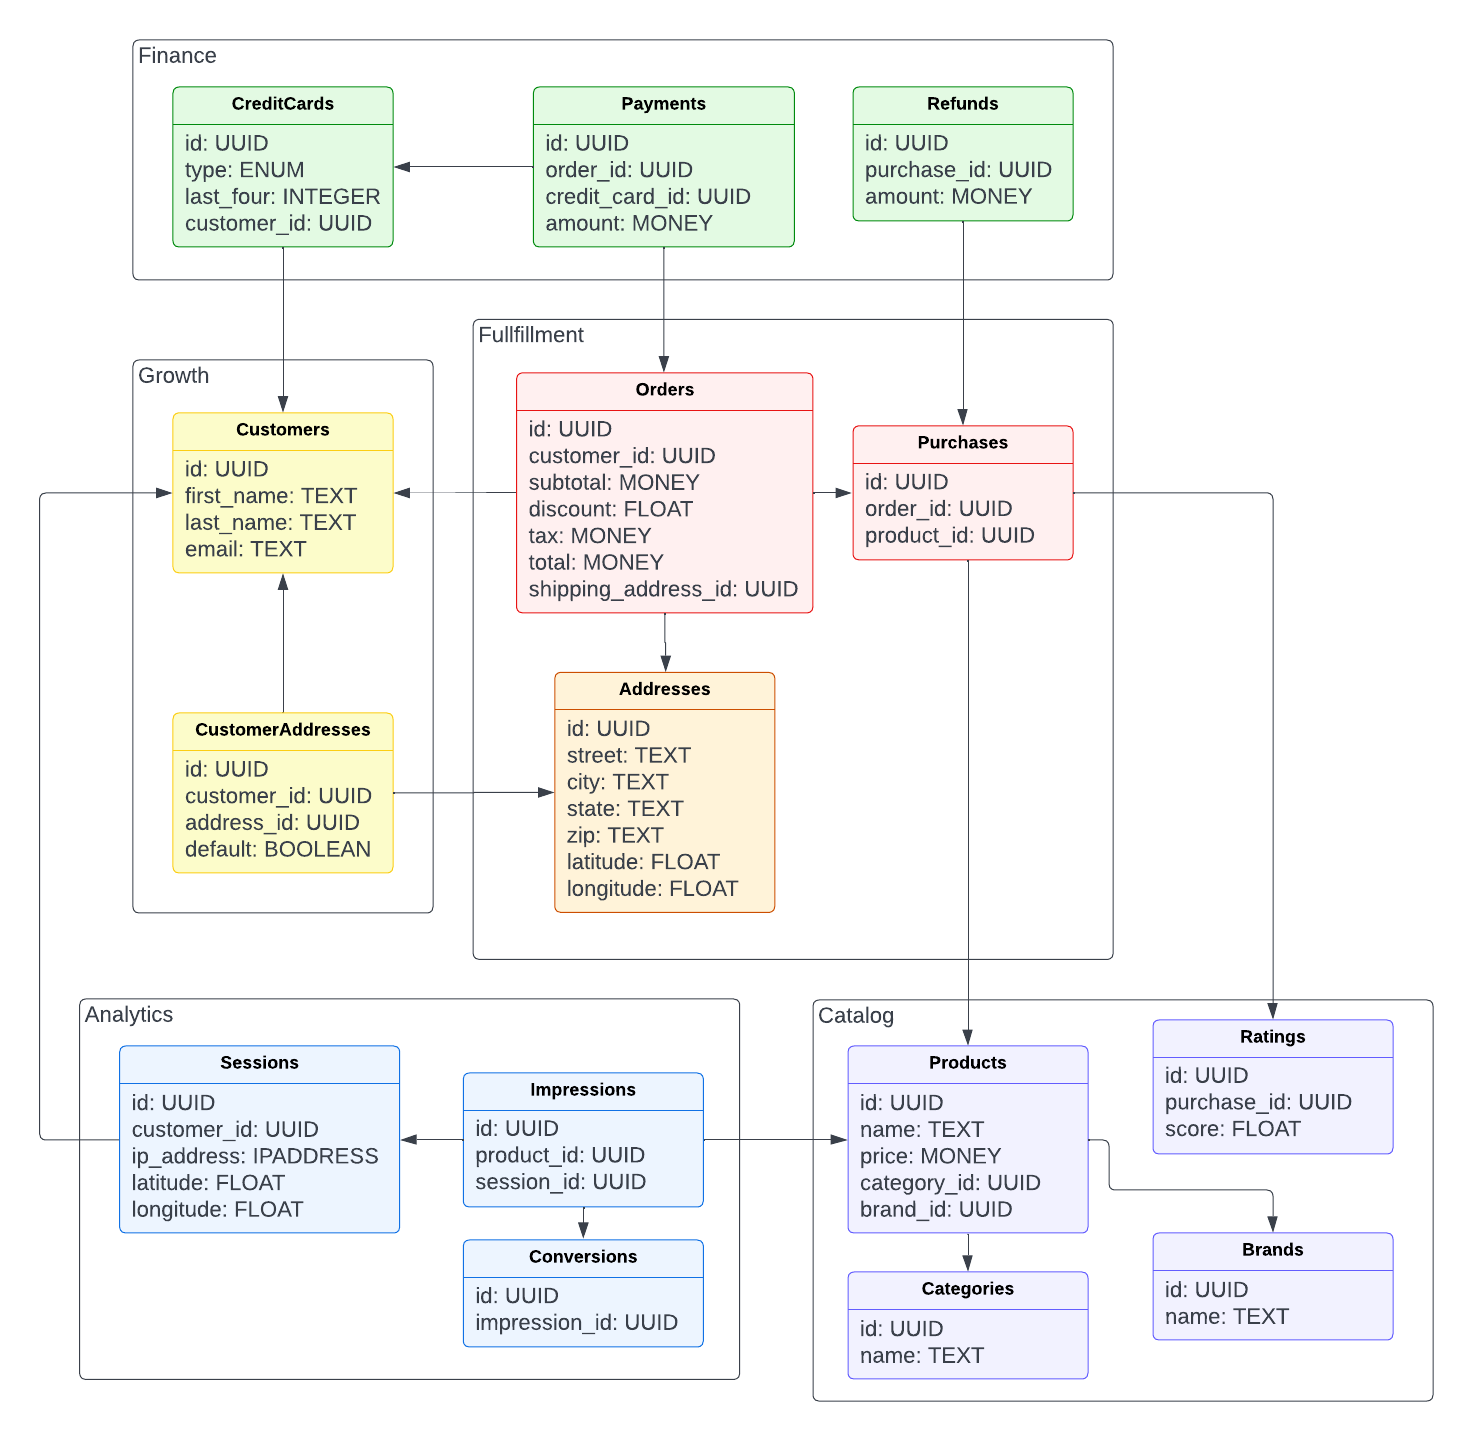 Finance
CreditCards
id: UUID
type: ENUM
last_four: INTEGER
customer_id: UUID
Payments
id: UUID
order_id: UUID
credit_card_id: UUID
amount: MONEY
Refunds
id: UUID
purchase_id: UUID
amount: MONEY
Growth
Customers
id: UUID
first_name: TEXT
last_name: TEXT
email: TEXT
CustomerAddresses
id: UUID
customer_id: UUID
address_id: UUID
default: BOOLEAN
Fullfillment
Orders
id: UUID
customer_id: UUID
subtotal: MONEY
discount: FLOAT
tax: MONEY
total: MONEY
shipping_address_id: UUID
Purchases
id: UUID
order_id: UUID
product_id: UUID
Addresses
id: UUID
street: TEXT
city: TEXT
state: TEXT
zip: TEXT
latitude: FLOAT
longitude: FLOAT
Analytics
Sessions
id: UUID
customer_id: UUID
ip_address: IPADDRESS
latitude: FLOAT
longitude: FLOAT
Impressions
id: UUID
product_id: UUID
session_id: UUID
Conversions
id: UUID
impression_id: UUID
Catalog
Products
id: UUID
name: TEXT
price: MONEY
category_id: UUID
brand_id: UUID
Ratings
id: UUID
purchase_id: UUID
score: FLOAT
Categories
id: UUID
name: TEXT
Brands
id: UUID
name: TEXT